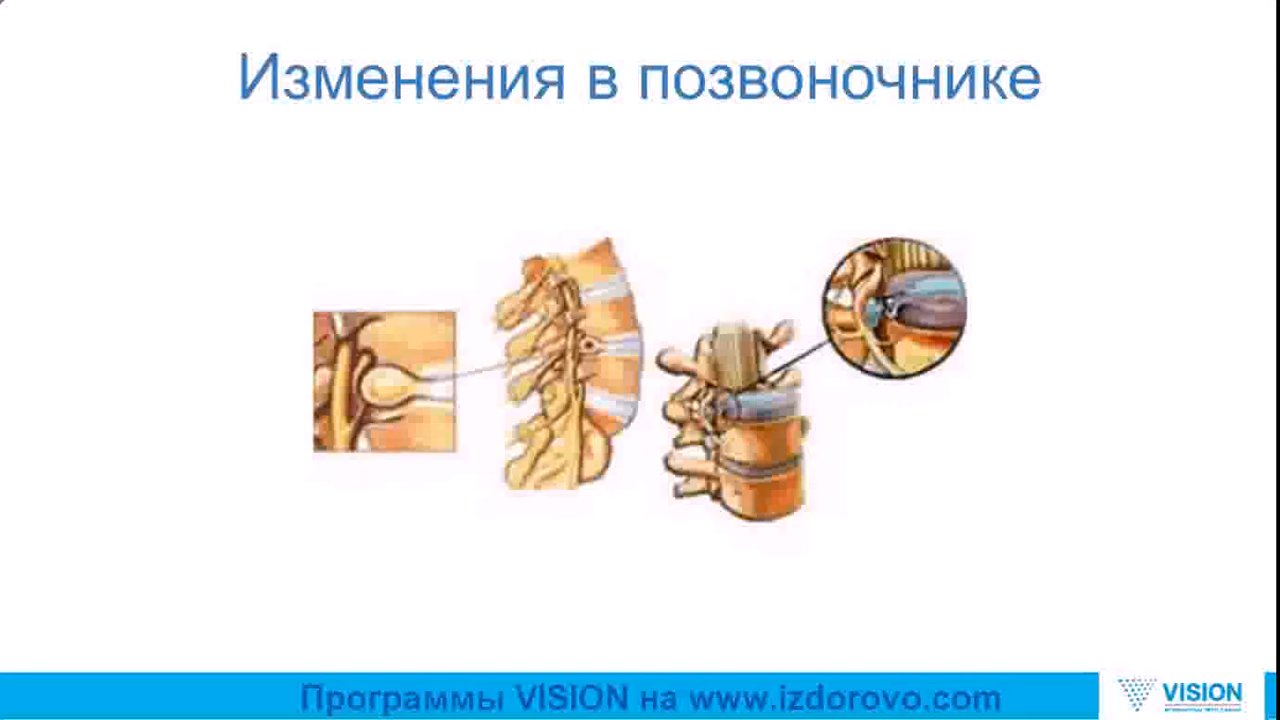 Изменения в позвоночнике
Программы VISION на www.izdorovo.com
VISION